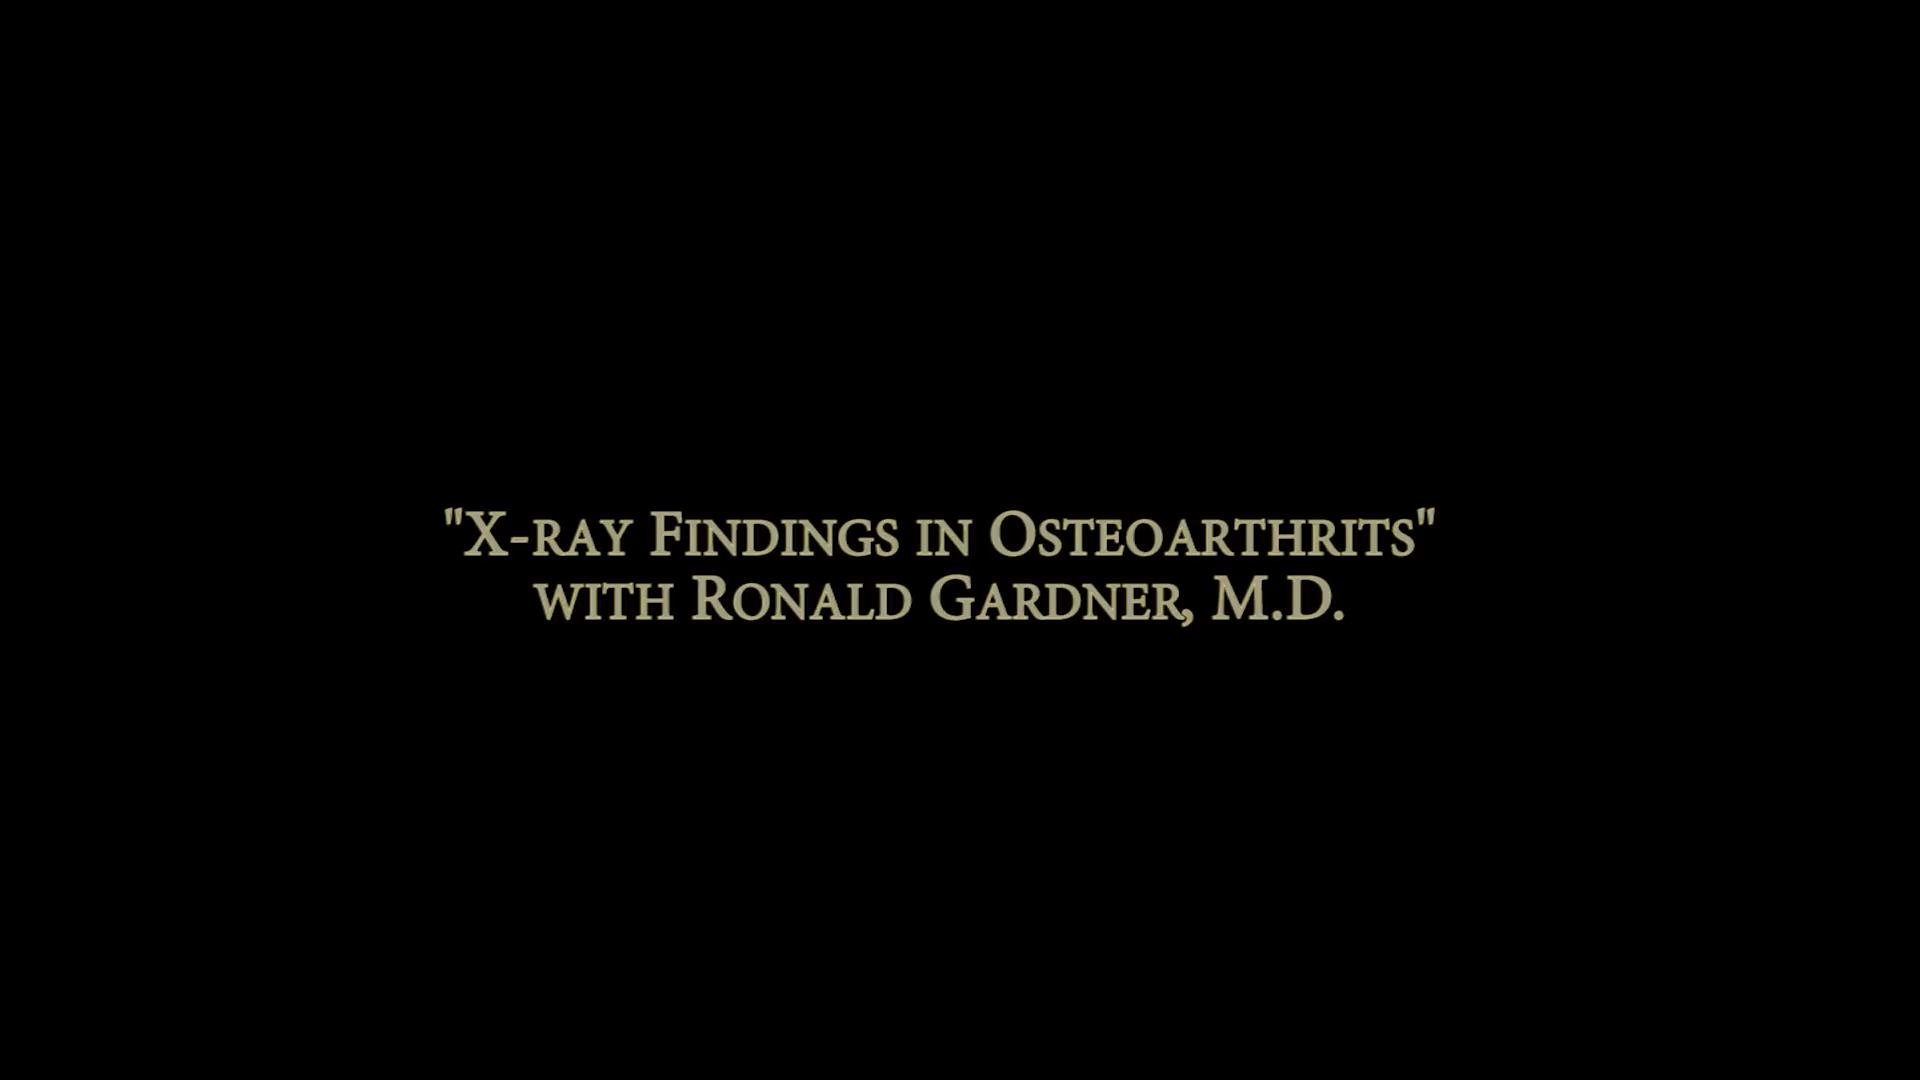 "X-ray Findings in Osteoarthrits"
with Ronald Gardner, M.D.